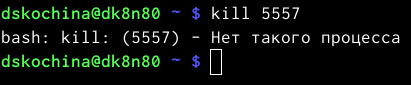 dskochina@dk8n80 ~ $ kill 5557
bash: kill: (5557) - Нет такого процесса
dskochina@dk8n80 ~ $